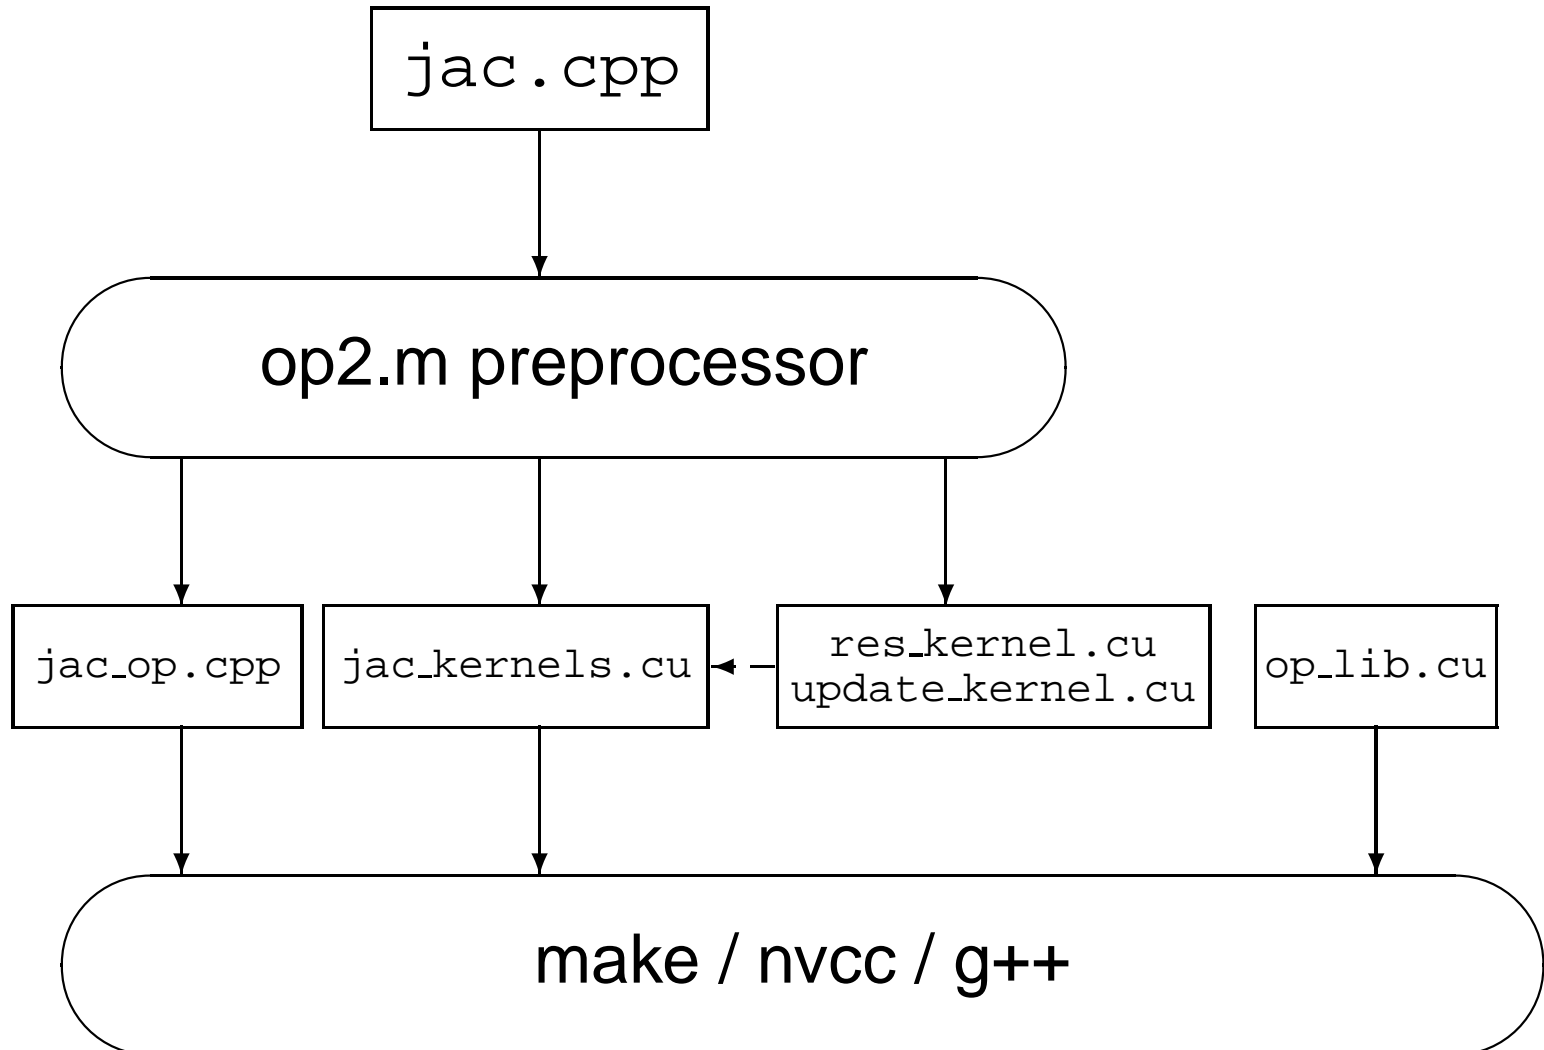 jac.cpp
op2.m preprocessor
jac_op.cpp
jac_kernels.cu
res_kernel.cu
update_kernel.cu
op_lib.cu
make / nvcc / g++